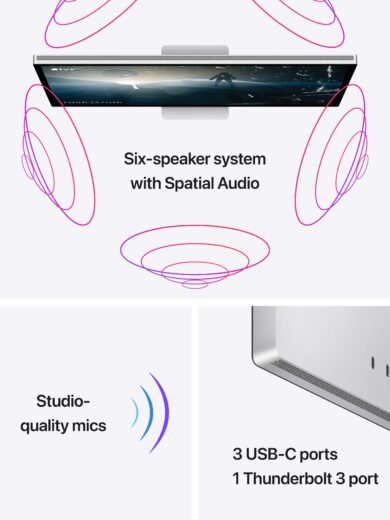 Six-speaker system
with Spatial Audio
Studio-
quality mics
3 USB-C ports
1 Thunderbolt 3 port